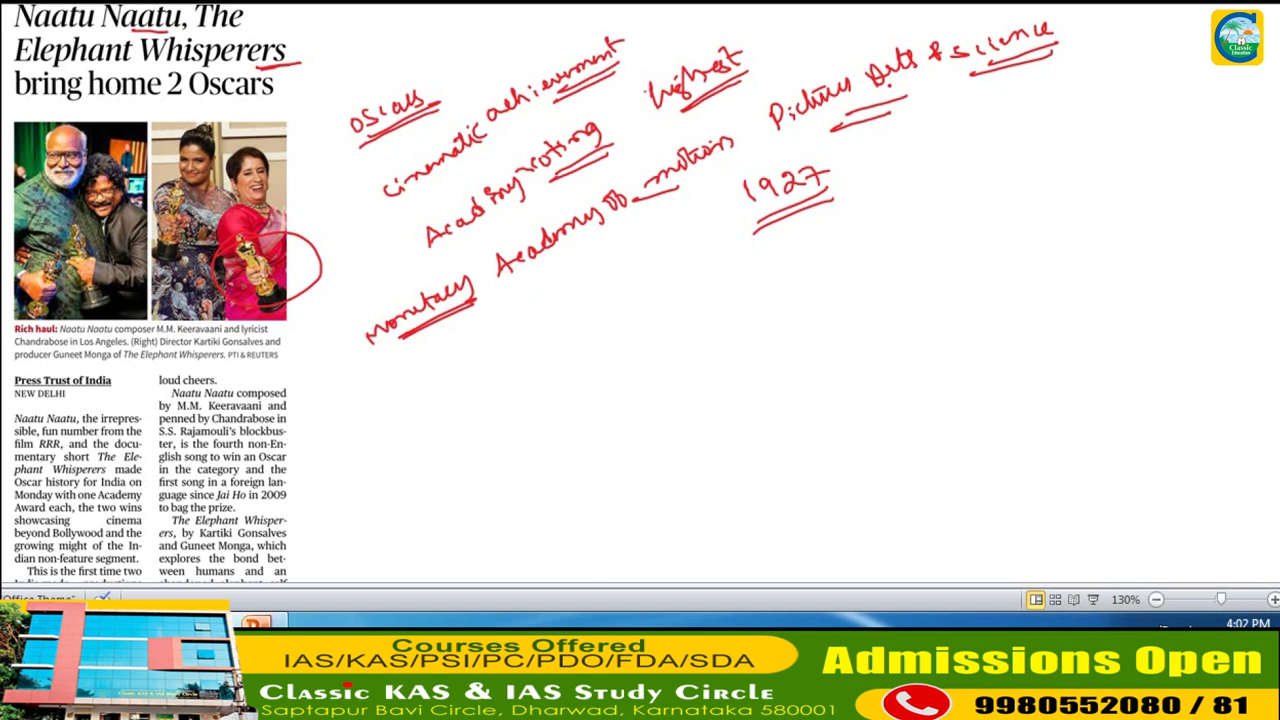 Naatu Naatu, The
Elephant Whisperers
bring home 2 Oscars
Rich haul: Naatu Naatu composer M.M. Keeravaani and lyricist
Chandrabose in Los Angeles. (Right) Director Kartiki Gonsalves and
producer Guneet Monga of The Elephant Whisperers. PTI & REUTERS
Press Trust of India
NEW DELHI
Naatu Naatu, the irrepres-
sible, fun number from the
film RRR, and the docu-
mentary short The Ele-
phant Whisperers made
Oscar history for India on
Monday with one Academy
Award each, the two wins
showcasing cinema
beyond Bollywood and the
growing might of the In-
dian non-feature segment.
This is the first time two
loud cheers.
Naatu Naatu composed
by M.M. Keeravaani and
penned by Chandrabose in
S.S. Rajamouli's blockbus-
ter, is the fourth non-En-
glish song to win an Oscar
in the category and the
first song in a foreign lan-
guage since Jai Ho in 2009
to bag the prize.
The Elephant Whisper-
ers, by Kartiki Gonsalves
and Guneet Monga, which
explores the bond bet-
ween humans and an
Oscars
cinematic achievement
highest
Academy voting
Academy of motion Pictures Arts & science
1927
Monetary
Classic
Education
Office Theme"
130%
4:02 PM
Courses Offered
IAS/KAS/PSI/PC/PDO/FDA/SDA
Classic KAS & IAS Study Circle
Saptapur Bavi Circle, Dharwad, Karnataka 580001
Admissions Open
9980552080 / 81